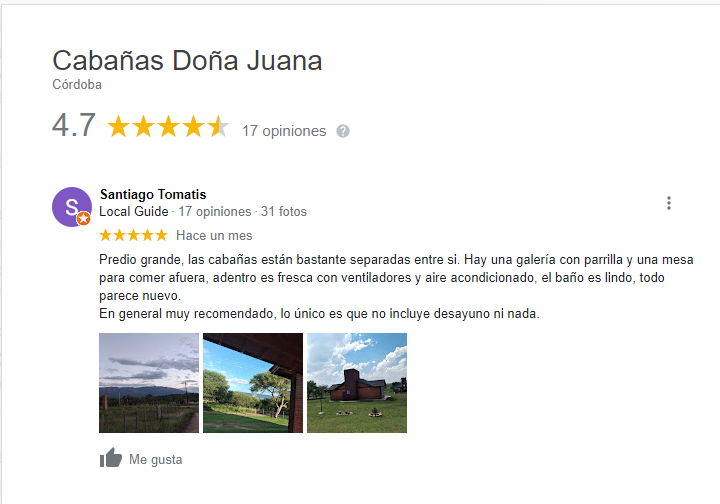 Cabañas Doña Juana
Córdoba
4.7 17 opiniones ?
S Santiago Tomatis
Local Guide · 17 opiniones · 31 fotos
Hace un mes
Predio grande, las cabañas están bastante separadas entre si. Hay una galería con parrilla y una mesa
para comer afuera, adentro es fresca con ventiladores y aire acondicionado, el baño es lindo, todo
parece nuevo.
En general muy recomendado, lo único es que no incluye desayuno ni nada.
Me gusta